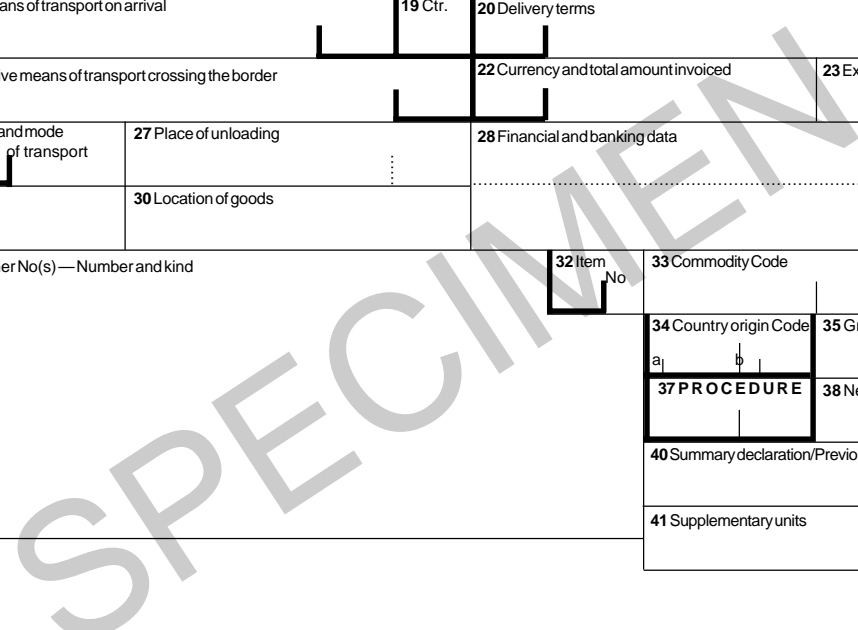 ans of transport on arrival
19 Ctr.
20 Delivery terms
ive means of transport crossing the border
22 Currency and total amount invoiced
23 Ex
and mode
of transport
27 Place of unloading
28 Financial and banking data
30 Location of goods
er No(s) — Number and kind
32 Item
No
33 Commodity Code
34 Country origin Code
35 Gr
a
b
37 PROCEDURE
38 Ne
40 Summary declaration/Previo
41 Supplementary units
SPECIMEN